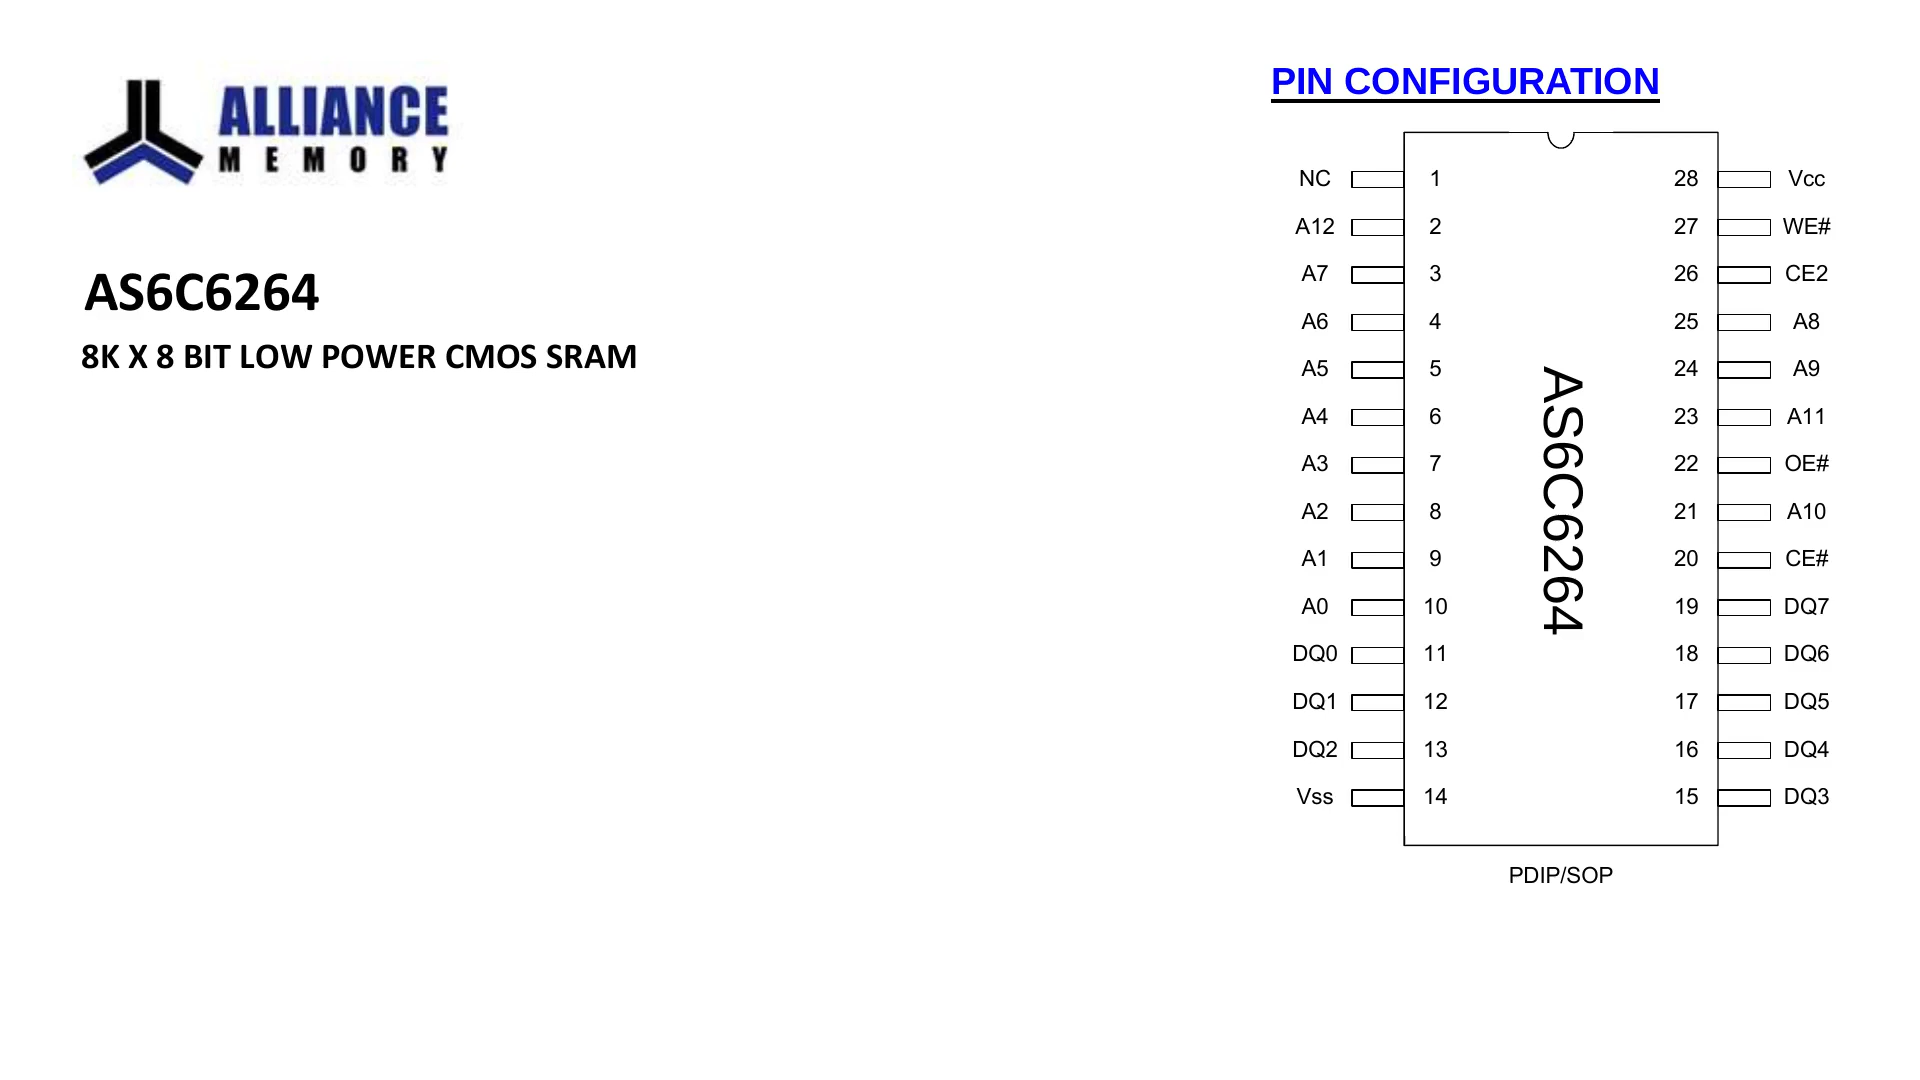 ALLIANCE
MEMORY
AS6C6264
8K X 8 BIT LOW POWER CMOS SRAM
PIN CONFIGURATION
NC 1 28 Vcc
A12 2 27 WE#
A7 3 26 CE2
A6 4 25 A8
A5 5 24 A9
A4 6 23 A11
A3 7 22 OE#
A2 8 21 A10
A1 9 20 CE#
A0 10 19 DQ7
DQ0 11 18 DQ6
DQ1 12 17 DQ5
DQ2 13 16 DQ4
Vss 14 15 DQ3
AS6C6264
PDIP/SOP